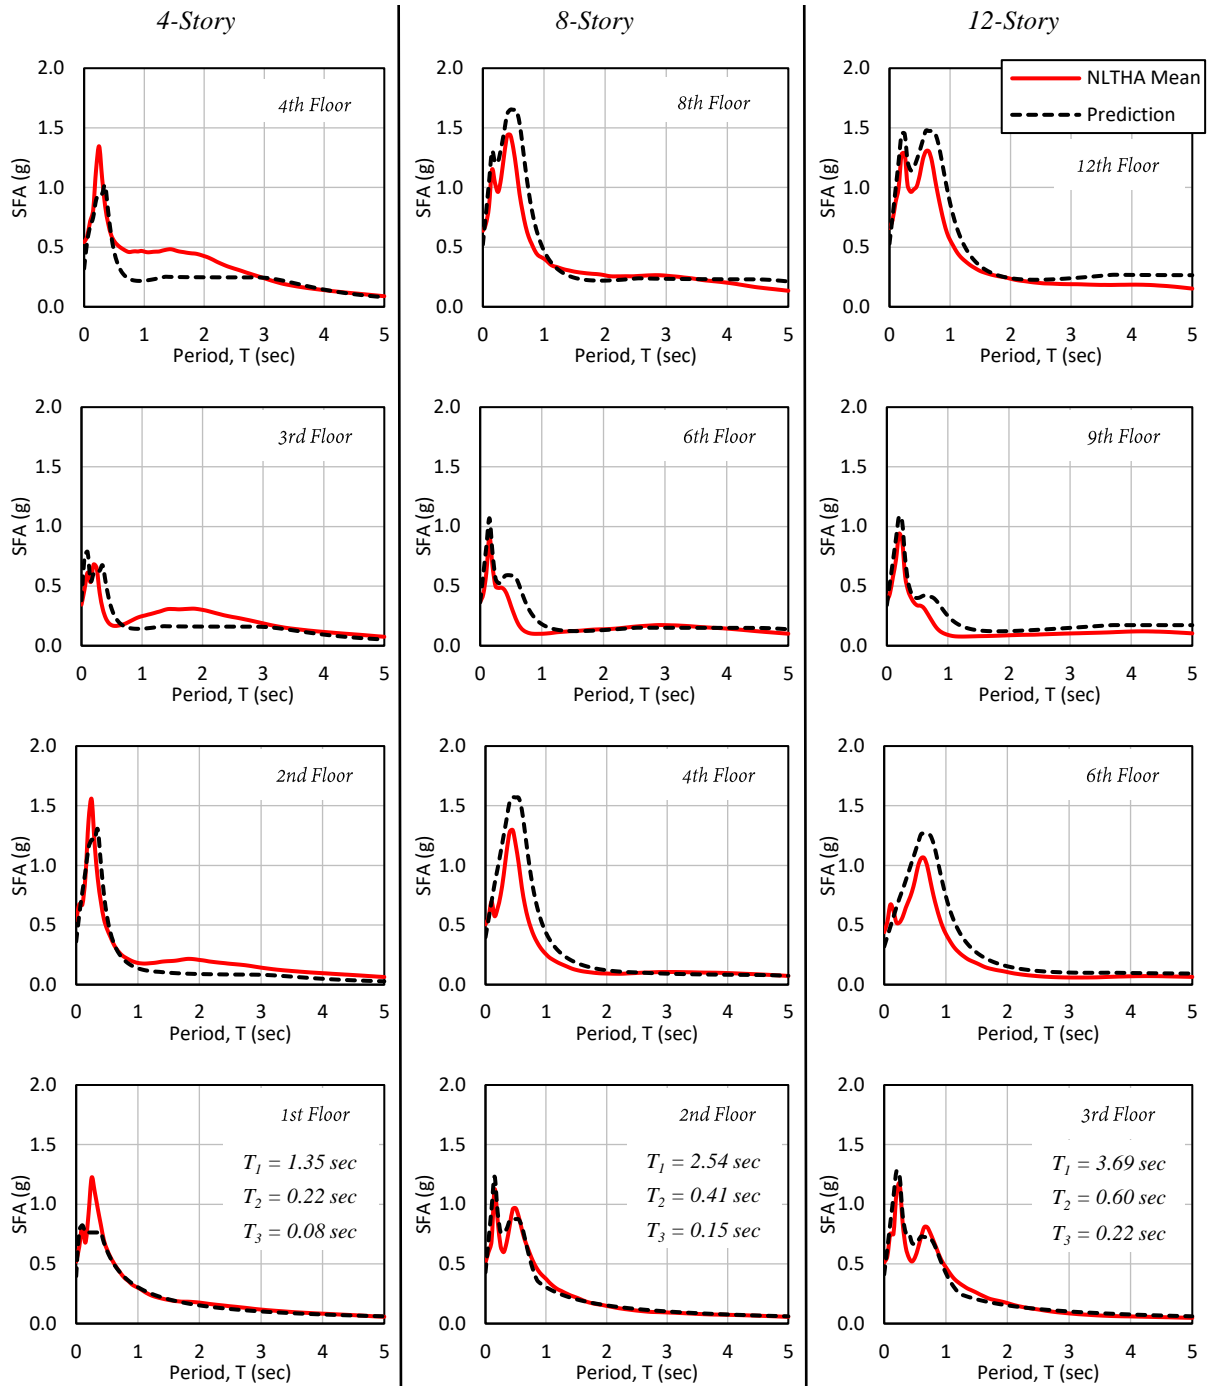 4-Story
8-Story
12-Story
NLTHA Mean
Prediction
SFA (g)
2.0
1.5
1.0
0.5
0.0
4th Floor
0 1 2 3 4 5
Period, T (sec)
SFA (g)
2.0
1.5
1.0
0.5
0.0
8th Floor
0 1 2 3 4 5
Period, T (sec)
SFA (g)
2.0
1.5
1.0
0.5
0.0
12th Floor
0 1 2 3 4 5
Period, T (sec)
SFA (g)
2.0
1.5
1.0
0.5
0.0
3rd Floor
0 1 2 3 4 5
Period, T (sec)
SFA (g)
2.0
1.5
1.0
0.5
0.0
6th Floor
0 1 2 3 4 5
Period, T (sec)
SFA (g)
2.0
1.5
1.0
0.5
0.0
9th Floor
0 1 2 3 4 5
Period, T (sec)
SFA (g)
2.0
1.5
1.0
0.5
0.0
2nd Floor
0 1 2 3 4 5
Period, T (sec)
SFA (g)
2.0
1.5
1.0
0.5
0.0
4th Floor
0 1 2 3 4 5
Period, T (sec)
SFA (g)
2.0
1.5
1.0
0.5
0.0
6th Floor
0 1 2 3 4 5
Period, T (sec)
SFA (g)
2.0
1.5
1.0
0.5
0.0
1st Floor
T1 = 1.35 sec
T2 = 0.22 sec
T3 = 0.08 sec
0 1 2 3 4 5
Period, T (sec)
SFA (g)
2.0
1.5
1.0
0.5
0.0
2nd Floor
T1 = 2.54 sec
T2 = 0.41 sec
T3 = 0.15 sec
0 1 2 3 4 5
Period, T (sec)
SFA (g)
2.0
1.5
1.0
0.5
0.0
3rd Floor
T1 = 3.69 sec
T2 = 0.60 sec
T3 = 0.22 sec
0 1 2 3 4 5
Period, T (sec)